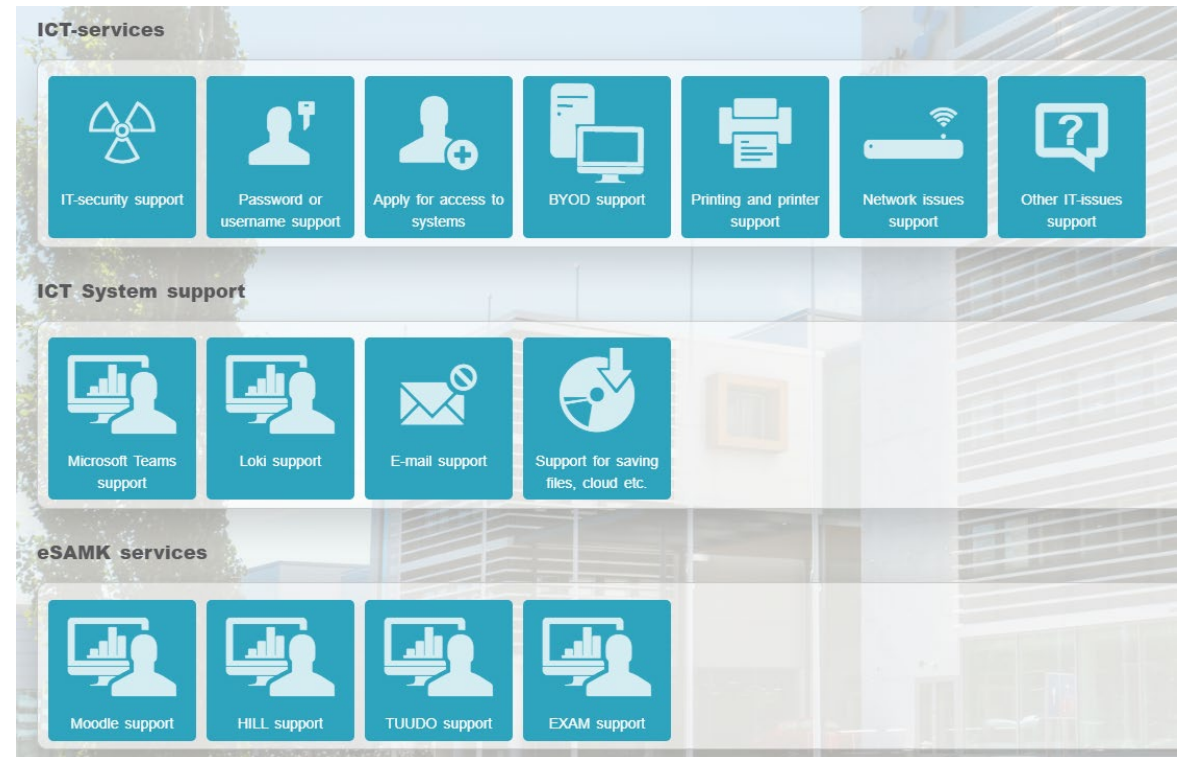 ICT-services
IT-security support
Password or
username support
Apply for access to
systems
BYOD support
Printing and printer
support
Network issues
support
?
Other IT-issues
support
ICT System support
Microsoft Teams
support
Loki support
E-mail support
Support for saving
files, cloud etc.
eSAMK services
Moodle support
HILL support
TUUDO support
EXAM support